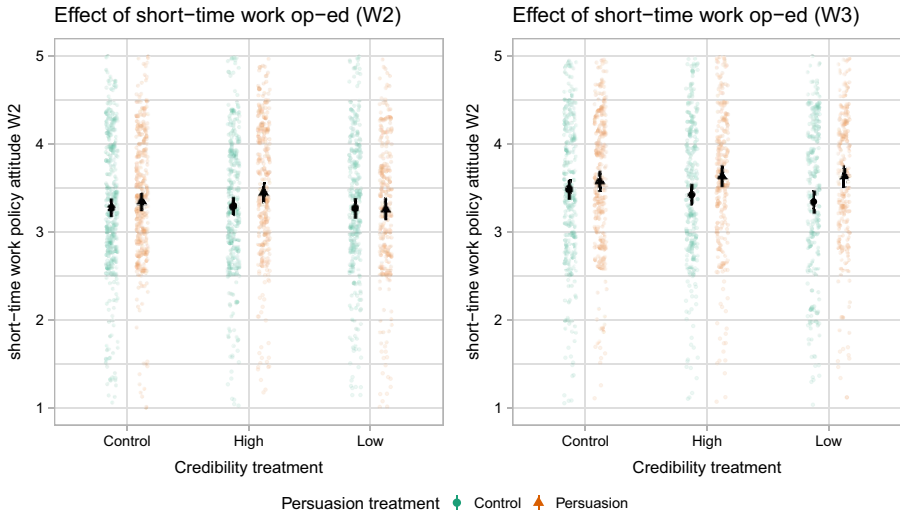 Effect of short−time work op−ed (W2)
short−time work policy attitude W2
5
4
3
2
1
Control
High
Low
Credibility treatment
Effect of short−time work op−ed (W3)
short−time work policy attitude W2
5
4
3
2
1
Control
High
Low
Credibility treatment
Persuasion treatment Control Persuasion